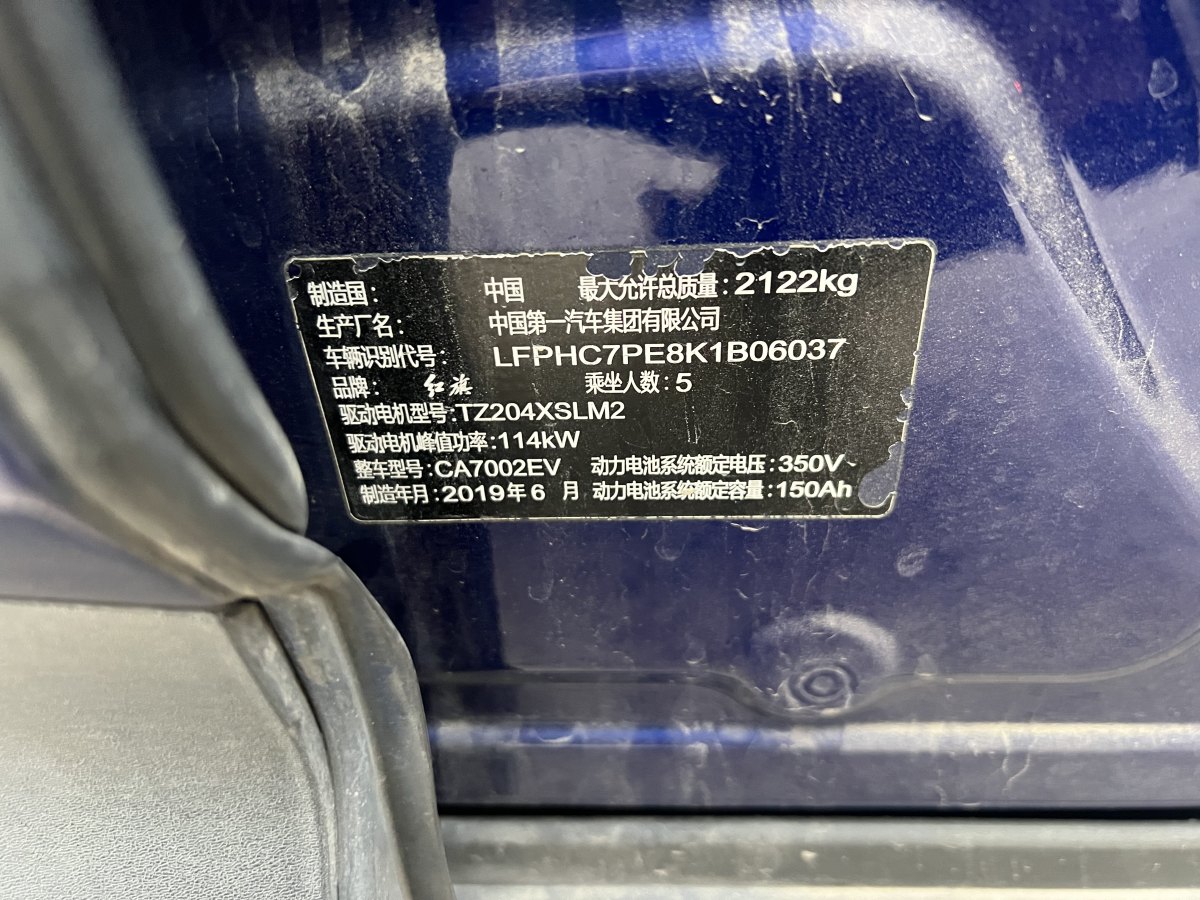 制造国： 中国 最大允许总质量：2122kg
生产厂名： 中国第一汽车集团有限公司
车辆识别代号： LFPHC7PE8K1B06037
品牌： 红旗 乘坐人数：5
驱动电机型号：TZ204XSLM2
驱动电机峰值功率：114kW
整车型号：CA7002EV 动力电池系统额定电压：350V
制造年月：2019年6 月 动力电池系统额定容量：150Ah